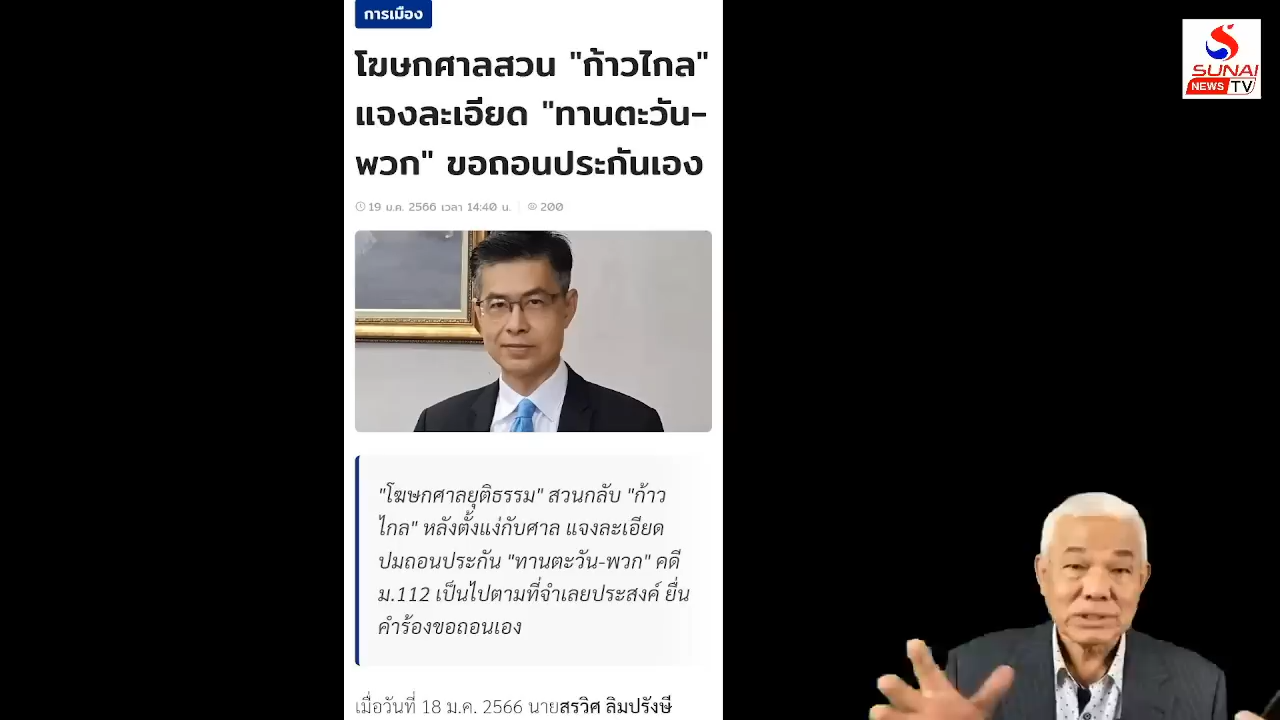 การเมือง
SUNAI
NEWS TV
โฆษกศาลสวน "ก้าวไกล"
แจงละเอียด "ทานตะวัน-
พวก" ขอถอนประกันเอง
19 ม.ค. 2566 เวลา 14:40 น. 200
"โฆษกศาลยุติธรรม" สวนกลับ "ก้าว
ไกล" หลังตั้งแง่กับศาล แจงละเอียด
ปมถอนประกัน "ทานตะวัน-พวก" คดี
ม.112 เป็นไปตามที่จำเลยประสงค์ ยื่น
คำร้องขอถอนเอง
เมื่อวันที่ 18 ม.ค. 2566 นายสรวิศ ลิมปรังษี